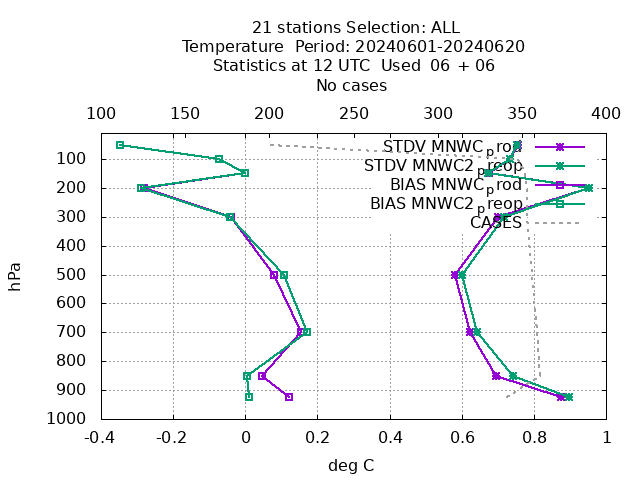 21 stations Selection: ALL
Temperature  Period: 20240601-20240620
Statistics at 12 UTC  Used  06 + 06
No cases
100 150 200 250 300 350 400
STDV MNWC_prod
STDV MNWC2_preop
BIAS MNWC_prod
BIAS MNWC2_preop
CASES
100
200
300
400
500
600
700
800
900
1000
hPa
-0.4 -0.2 0 0.2 0.4 0.6 0.8 1
deg C